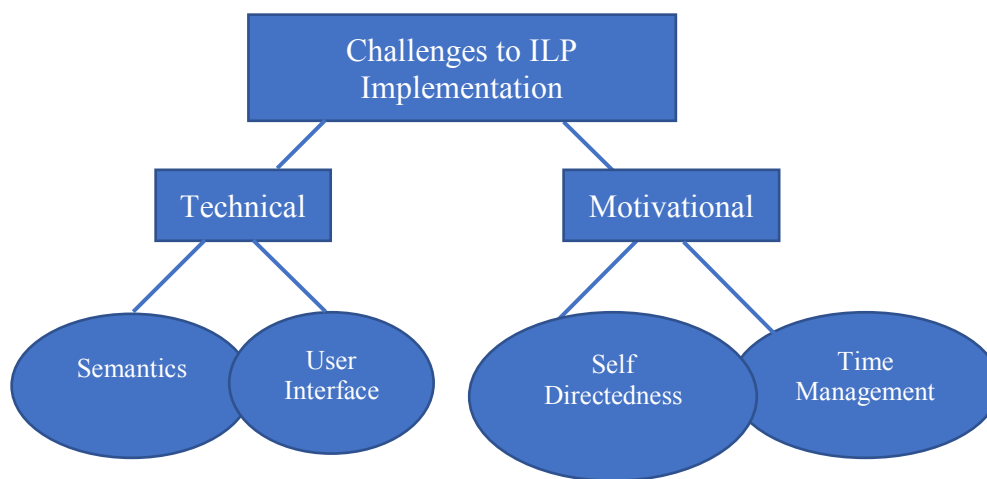 Challenges to ILP
Implementation
Technical
Motivational
Semantics
User
Interface
Self
Directedness
Time
Management